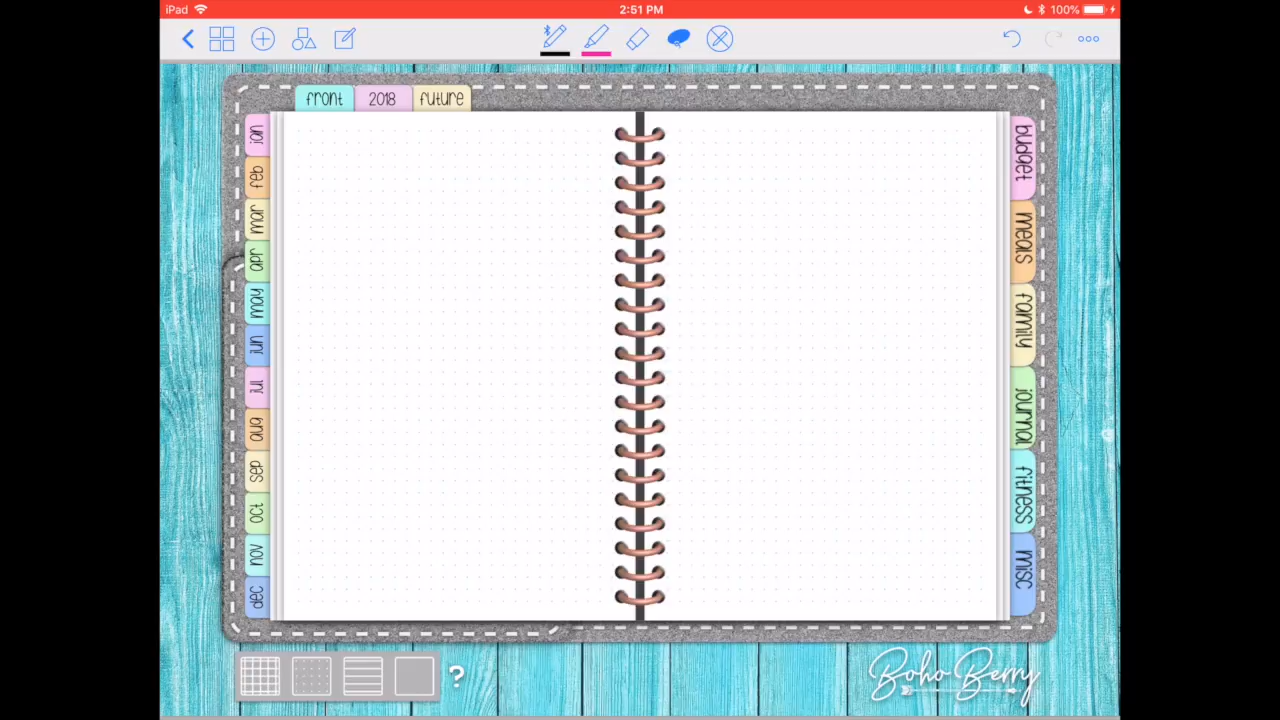 iPad 2:51 PM 100%
front 2018 future
jan
feb
mar
apr
may
jun
jul
aug
sep
oct
nov
dec
budget
meals
family
journal
fitness
misc
?
Boho Berry